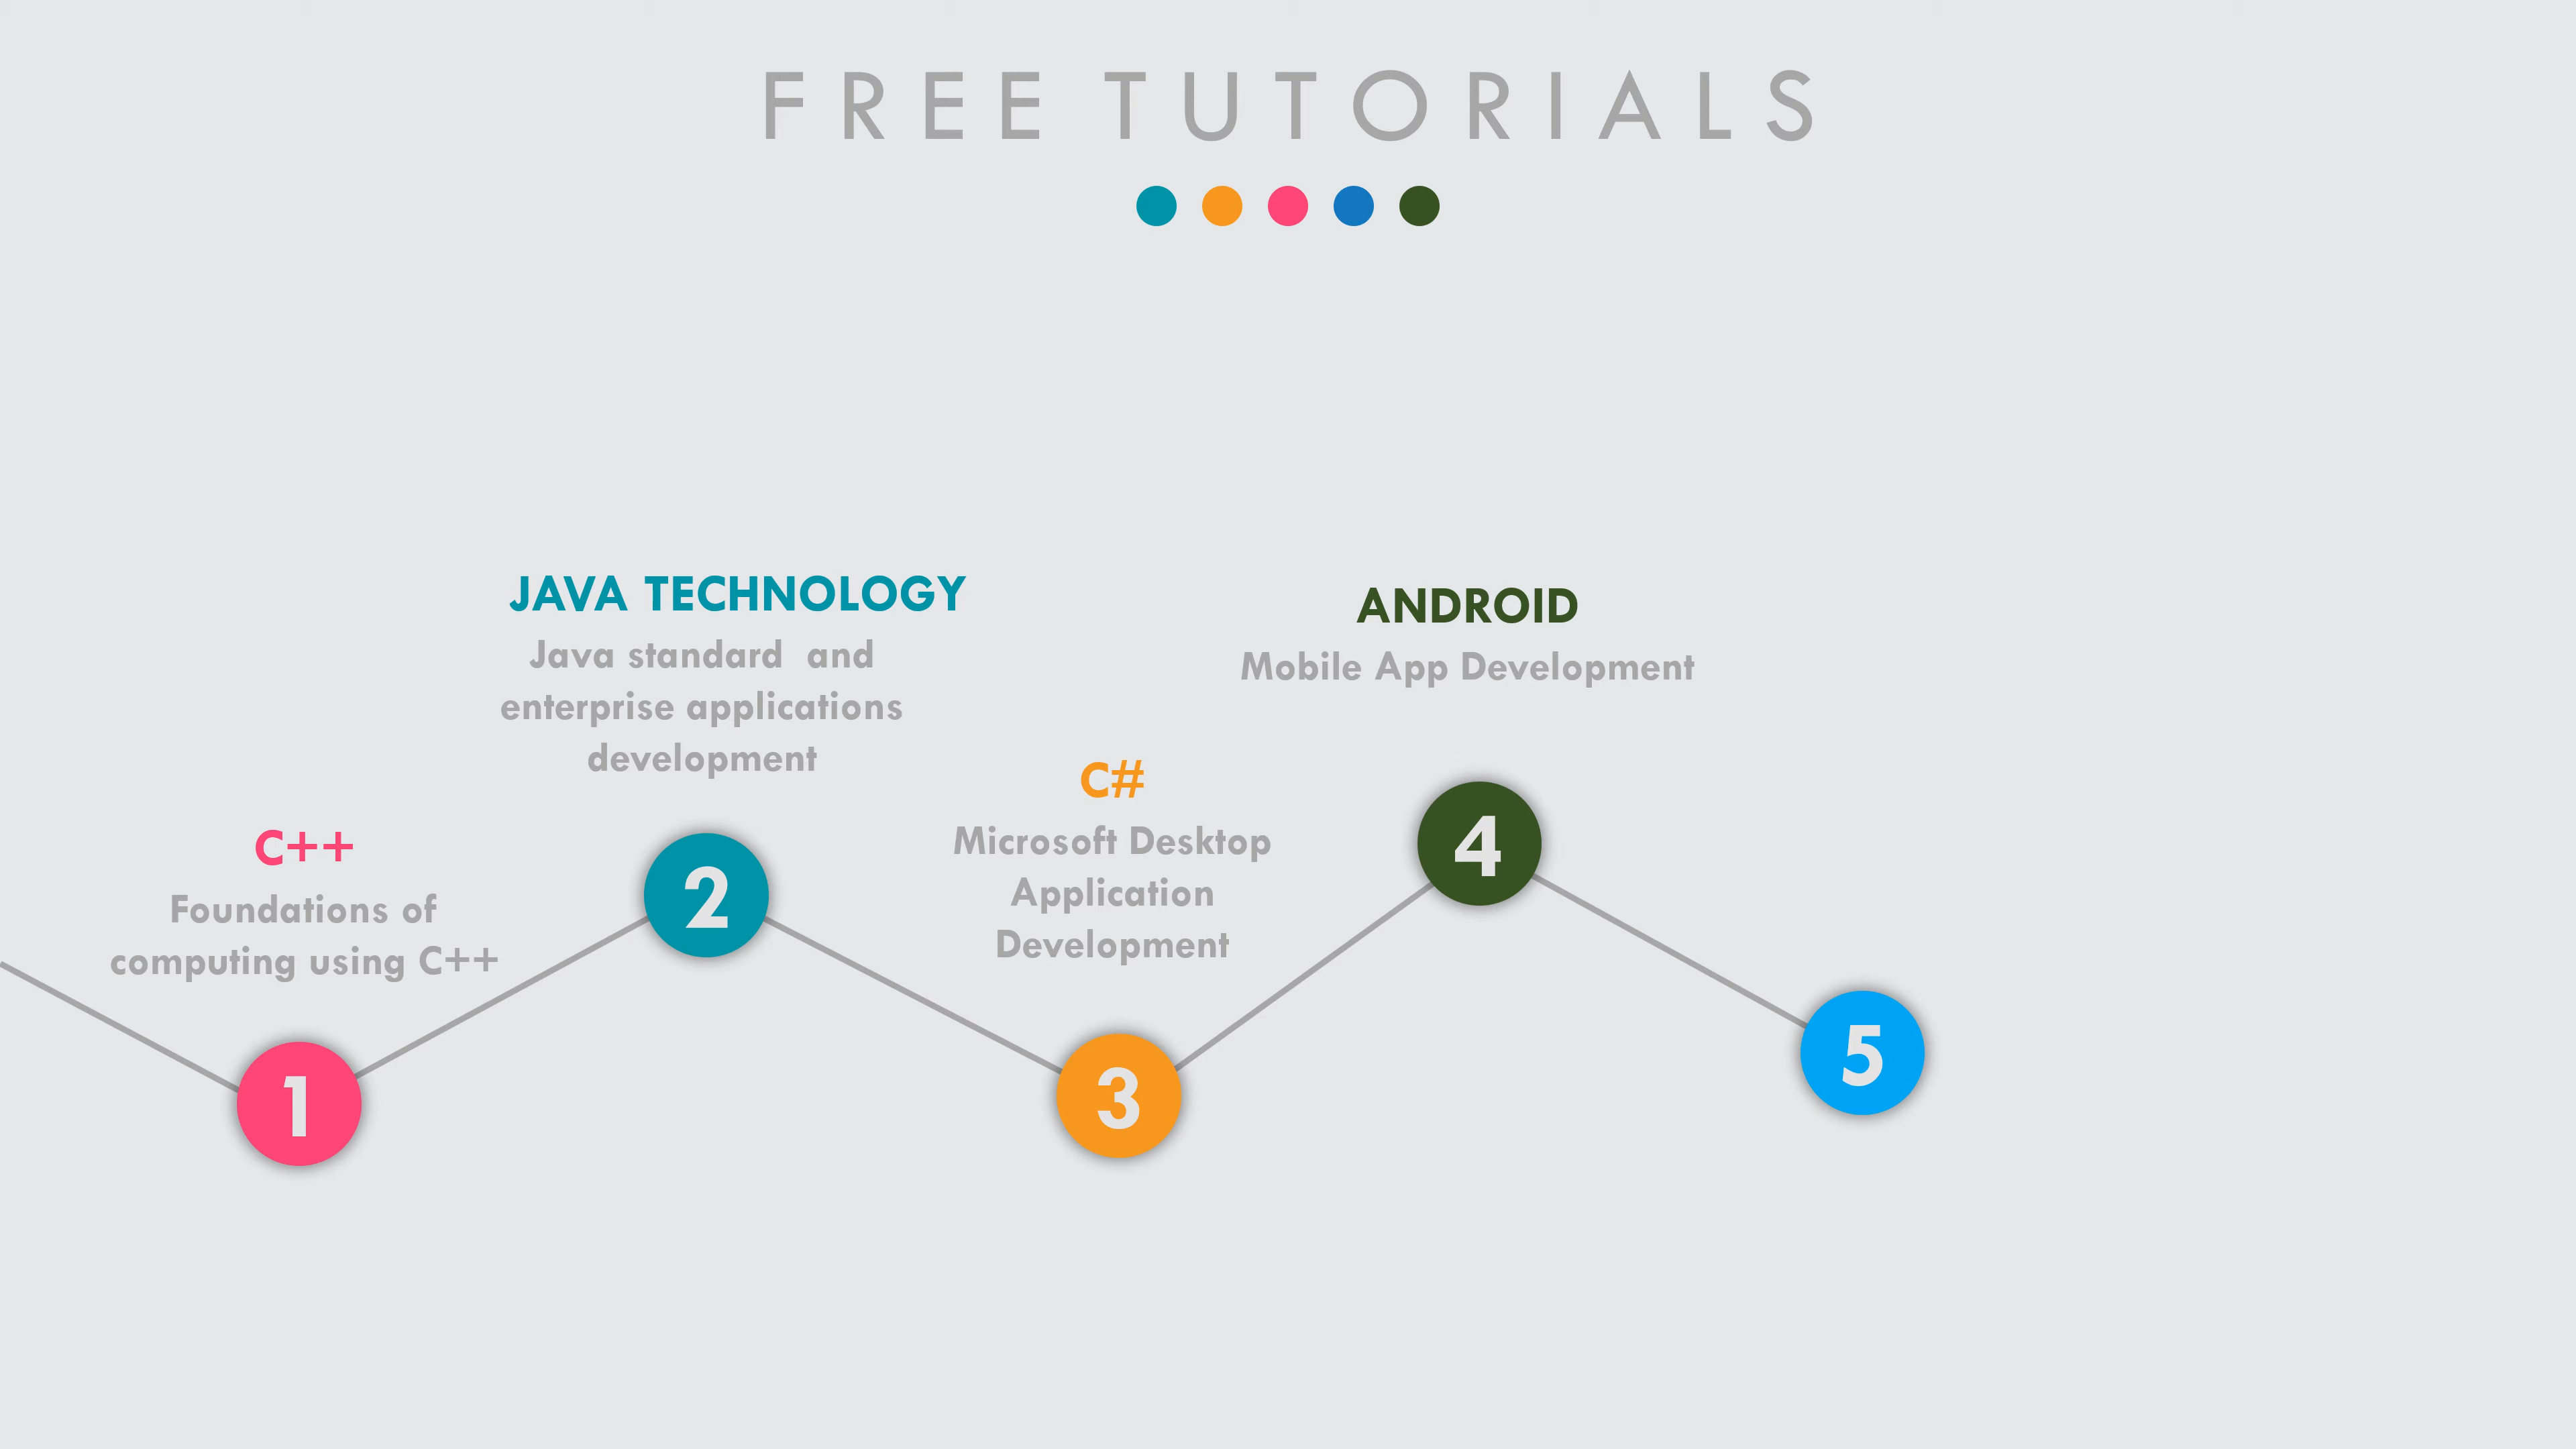 FREE TUTORIALS
JAVA TECHNOLOGY
Java standard and
enterprise applications
development
ANDROID
Mobile App Development
C#
Microsoft Desktop
Application
Development
C++
Foundations of
computing using C++
1
2
3
4
5